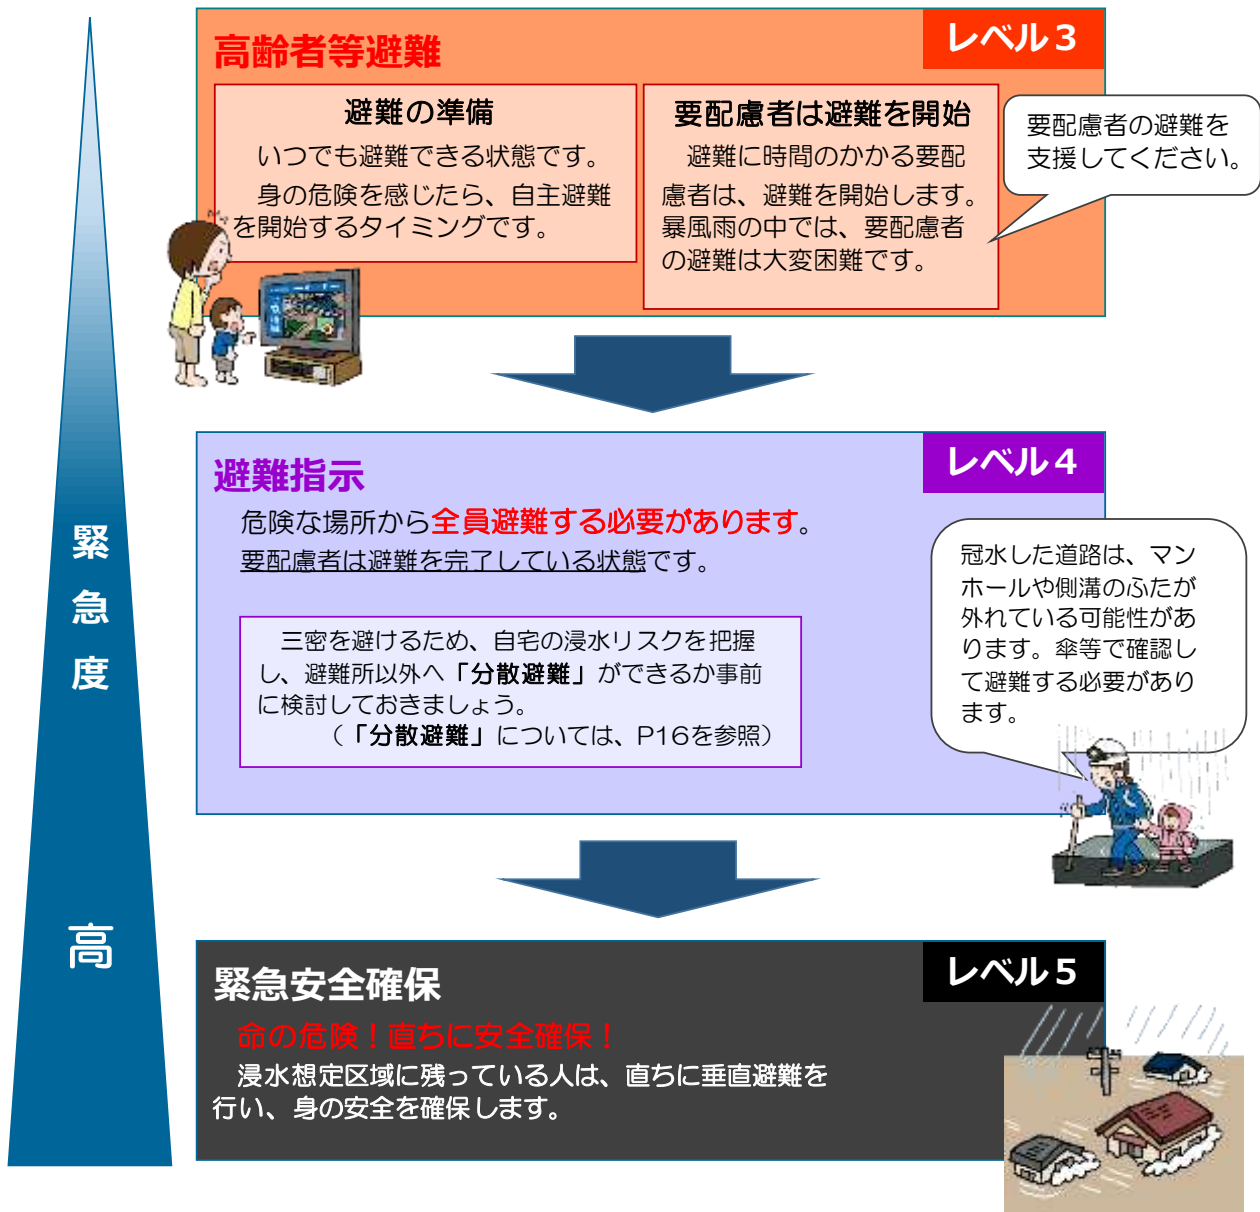 高齢者等避難
レベル3
避難の準備
いつでも避難できる状態です。
身の危険を感じたら、自主避難
を開始するタイミングです。
要配慮者は避難を開始
避難に時間のかかる要配
慮者は、避難を開始します。
暴風雨の中では、要配慮者
の避難は大変困難です。
要配慮者の避難を
支援してください。
避難指示
レベル4
危険な場所から全員避難する必要があります。
要配慮者は避難を完了している状態です。
三密を避けるため、自宅の浸水リスクを把握
し、避難所以外へ「分散避難」ができるか事前
に検討しておきましょう。
（「分散避難」については、P16を参照）
冠水した道路は、マン
ホールや側溝のふたが
外れている可能性があ
ります。傘等で確認し
て避難する必要があり
ます。
緊急度
高
緊急安全確保
レベル5
命の危険！直ちに安全確保！
浸水想定区域に残っている人は、直ちに垂直避難を
行い、身の安全を確保します。